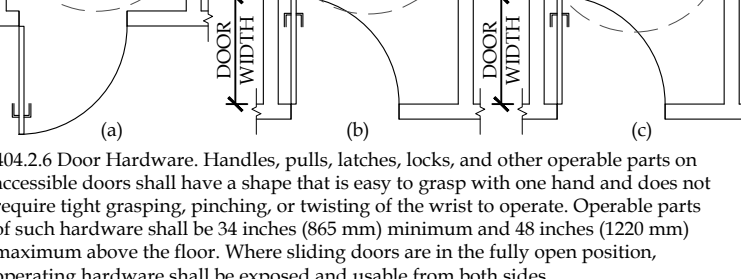 DOOR
WIDTH
DOOR
WIDTH
(a)
(b)
(c)
404.2.6 Door Hardware. Handles, pulls, latches, locks, and other operable parts on
accessible doors shall have a shape that is easy to grasp with one hand and does not
require tight grasping, pinching, or twisting of the wrist to operate. Operable parts
of such hardware shall be 34 inches (865 mm) minimum and 48 inches (1220 mm)
maximum above the floor. Where sliding doors are in the fully open position,
operating hardware shall be exposed and usable from both sides.